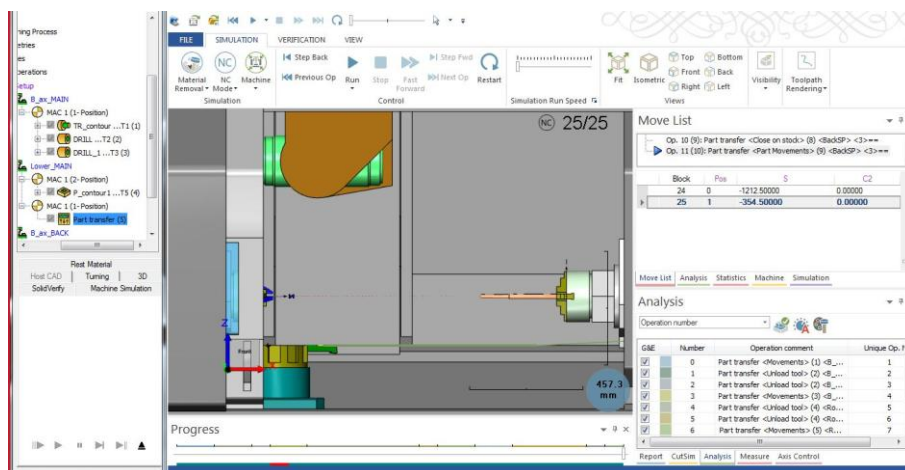 ning Process
etries
es
perations
etup
B_ax_MAIN
MAC 1 (1- Position)
TR_contour ...T1 (1)
DRILL ...T2 (2)
DRILL_1 ...T3 (3)
Lower_MAIN
MAC 1 (2- Position)
P_contour1 ...T5 (4)
MAC 1 (1- Position)
Part transfer (5)
B_ax_BACK
Rest Material
Host CAD Turning 3D
SolidVerify Machine Simulation
FILE SIMULATION VERIFICATION VIEW
Material Removal
NC Mode
Machine
Simulation
Step Back
Previous Op
Run
Stop
Fast Forward
Step Fwd
Next Op
Restart
Control
Simulation Run Speed
Fit
Isometric
Top Bottom
Front Back
Right Left
Views
Visibility
Toolpath Rendering
NC 25/25
Z
X
Front
457.3
mm
Progress
Move List
Op. 10 (9): Part transfer <Close on stock> (8) <BackSP> <3>==
Op. 11 (10): Part transfer <Part Movements> (9) <BackSP> <3>==
Block Pos S C2
24 0 -1212.50000 0.00000
25 1 -354.50000 0.00000
Move List Analysis Statistics Machine Simulation
Analysis
Operation number
G&E Number Operation comment Unique Op. N
0 Part transfer <Movements> (1) <B_... 1
1 Part transfer <Unload tool> (2) <B_... 2
2 Part transfer <Unload tool> (2) <B_... 3
3 Part transfer <Movements> (3) <B_... 4
4 Part transfer <Unload tool> (4) <Ro... 5
5 Part transfer <Unload tool> (4) <Ro... 6
6 Part transfer <Movements> (5) <R... 7
Report CutSim Analysis Measure Axis Control